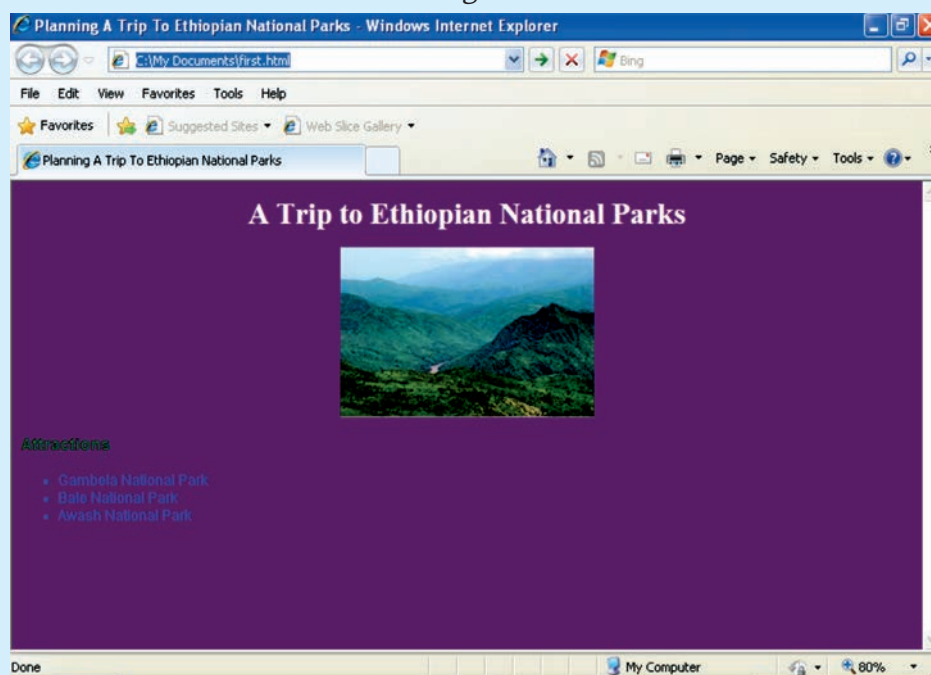 Planning A Trip To Ethiopian National Parks - Windows Internet Explorer
C:\My Documents\first.html
Bing
File Edit View Favorites Tools Help
Favorites Suggested Sites Web Slice Gallery
Planning A Trip To Ethiopian National Parks
Page Safety Tools
A Trip to Ethiopian National Parks
Attractions
• Gambela National Park
• Bale National Park
• Awash National Park
Done My Computer 80%